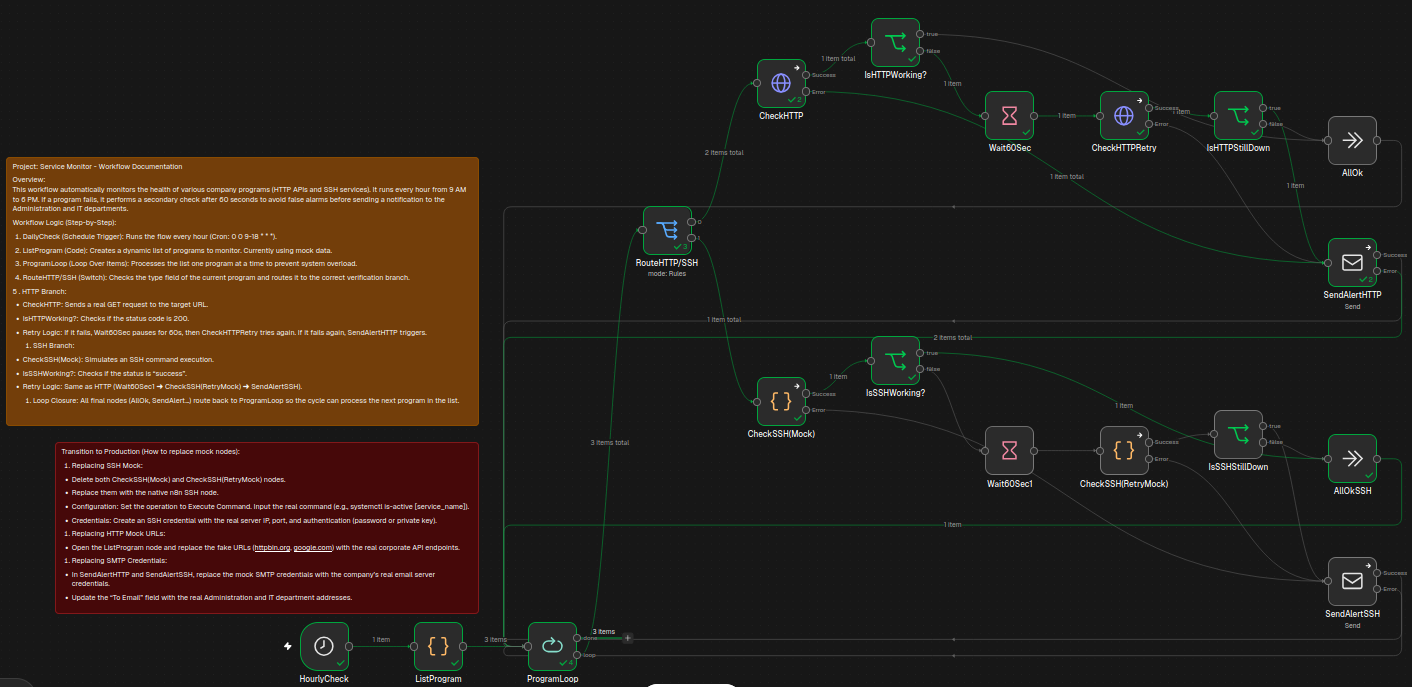 Project: Service Monitor - Workflow Documentation
Overview:
This workflow automatically monitors the health of various company programs (HTTP APIs and SSH services). It runs every hour from 9 AM
to 6 PM. If a program fails, it performs a secondary check after 60 seconds to avoid false alarms before sending a notification to the
Administration and IT departments.
Workflow Logic (Step-by-Step):
1. DailyCheck (Schedule Trigger): Runs the flow every hour (Cron: 0 0 9-18 * * *).
2. ListProgram (Code): Creates a dynamic list of programs to monitor. Currently using mock data.
3. ProgramLoop (Loop Over Items): Processes the list one program at a time to prevent system overload.
4. RouteHTTP/SSH (Switch): Checks the type field of the current program and routes it to the correct verification branch.
5 . HTTP Branch:
• CheckHTTP: Sends a real GET request to the target URL.
• IsHTTPWorking?: Checks if the status code is 200.
• Retry Logic: If it fails, Wait60Sec pauses for 60s, then CheckHTTPRetry tries again. If it fails again, SendAlertHTTP triggers.
1. SSH Branch:
• CheckSSH(Mock): Simulates an SSH command execution.
• IsSSHWorking?: Checks if the status is "success".
• Retry Logic: Same as HTTP (Wait60Sec1 ➜ CheckSSH(RetryMock) ➜ SendAlertSSH).
1. Loop Closure: All final nodes (AllOk, SendAlert...) route back to ProgramLoop so the cycle can process the next program in the list.
Transition to Production (How to replace mock nodes):
1. Replacing SSH Mock:
• Delete both CheckSSH(Mock) and CheckSSH(RetryMock) nodes.
• Replace them with the native n8n SSH node.
• Configuration: Set the operation to Execute Command. Input the real command (e.g., systemctl is-active [service_name]).
• Credentials: Create an SSH credential with the real server IP, port, and authentication (password or private key).
1. Replacing HTTP Mock URLs:
• Open the ListProgram node and replace the fake URLs (httpbin.org, google.com) with the real corporate API endpoints.
1. Replacing SMTP Credentials:
• In SendAlertHTTP and SendAlertSSH, replace the mock SMTP credentials with the company's real email server
credentials.
• Update the "To Email" field with the real Administration and IT department addresses.
HourlyCheck
1 item
ListProgram
3 items
ProgramLoop
4
done
loop
3 items
3 items total
RouteHTTP/SSH
mode: Rules
3
0
1
2 items total
1 item total
CheckHTTP
2
Success
Error
1 item total
IsHTTPWorking?
true
false
1 item
Wait60Sec
1 item
CheckHTTPRetry
Success
Error
1 item
IsHTTPStillDown
true
false
AllOk
1 item total
1 item
SendAlertHTTP
Send
2
Success
Error
2 items total
CheckSSH(Mock)
Success
Error
1 item
IsSSHWorking?
true
false
1 item
Wait60Sec1
CheckSSH(RetryMock)
Success
Error
IsSSHStillDown
true
false
AllOkSSH
1 item
SendAlertSSH
Send
Success
Error